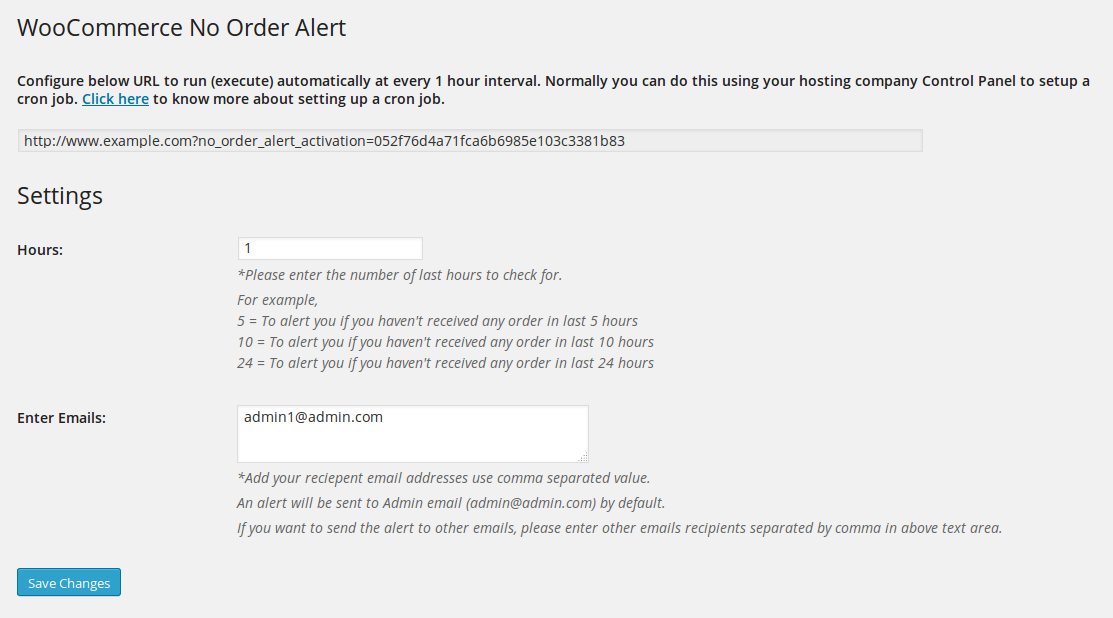 WooCommerce No Order Alert
Configure below URL to run (execute) automatically at every 1 hour interval. Normally you can do this using your hosting company Control Panel to setup a
cron job. Click here to know more about setting up a cron job.
http://www.example.com?no_order_alert_activation=052f76d4a71fca6b6985e103c3381b83
Settings
Hours:
1
*Please enter the number of last hours to check for.
For example,
5 = To alert you if you haven't received any order in last 5 hours
10 = To alert you if you haven't received any order in last 10 hours
24 = To alert you if you haven't received any order in last 24 hours
Enter Emails:
admin1@admin.com
*Add your reciepent email addresses use comma separated value.
An alert will be sent to Admin email (admin@admin.com) by default.
If you want to send the alert to other emails, please enter other emails recipients separated by comma in above text area.
Save Changes